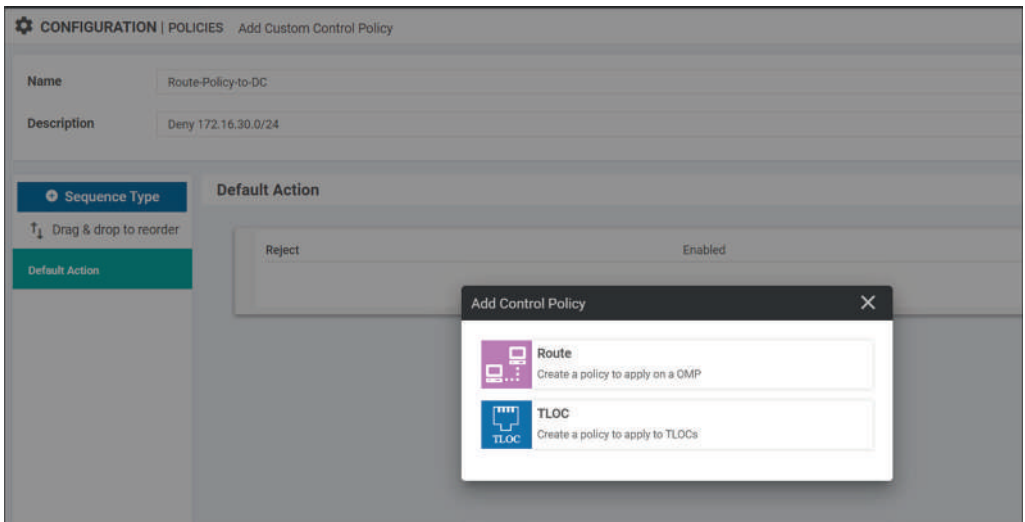 CONFIGURATION | POLICIES Add Custom Control Policy
Name Route-Policy-to-DC
Description Deny 172.16.30.0/24
Sequence Type
Drag & drop to reorder
Default Action
Default Action
Reject Enabled
Add Control Policy
Route
Create a policy to apply on a OMP
TLOC
TLOC
Create a policy to apply to TLOCs